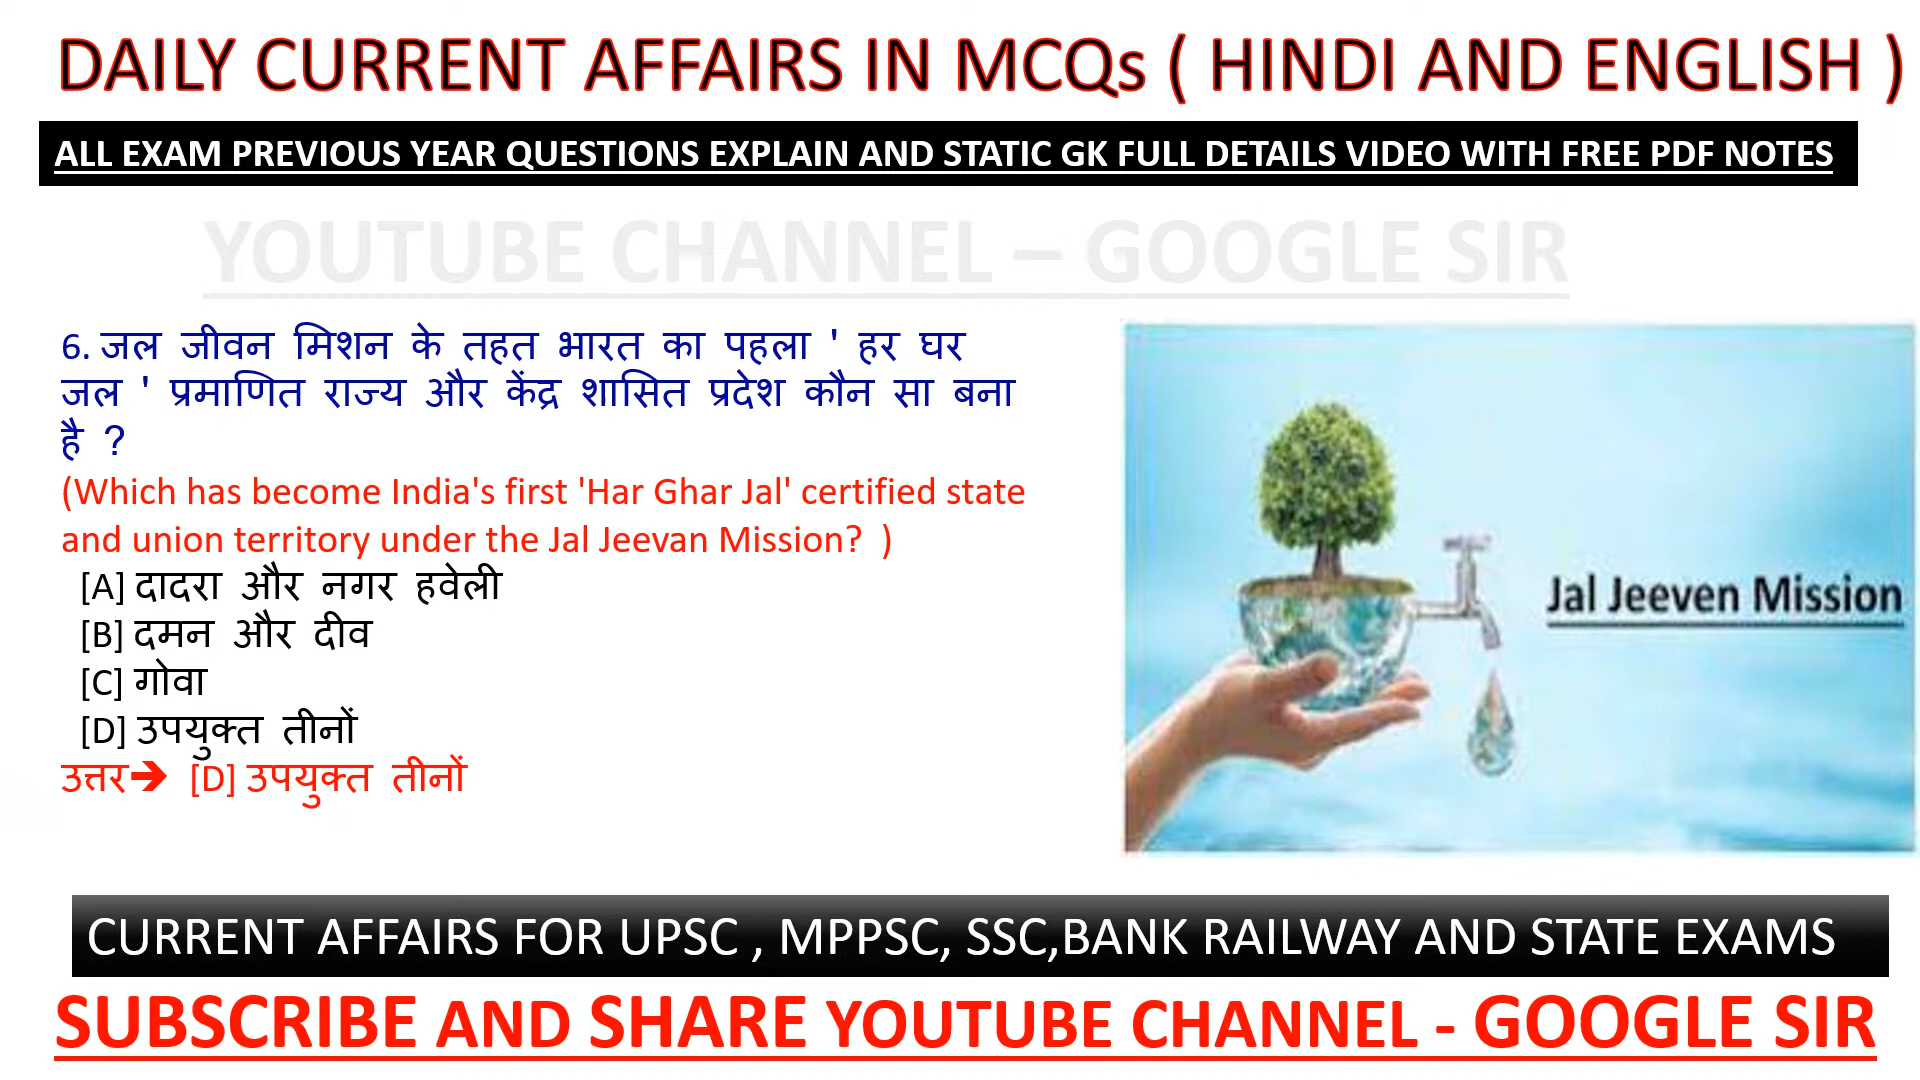 DAILY CURRENT AFFAIRS IN MCQs ( HINDI AND ENGLISH )
ALL EXAM PREVIOUS YEAR QUESTIONS EXPLAIN AND STATIC GK FULL DETAILS VIDEO WITH FREE PDF NOTES
YOUTUBE CHANNEL – GOOGLE SIR
6. जल जीवन मिशन के तहत भारत का पहला ' हर घर
जल ' प्रमाणित राज्य और केंद्र शासित प्रदेश कौन सा बना
है ?
(Which has become India's first 'Har Ghar Jal' certified state
and union territory under the Jal Jeevan Mission? )
[A] दादरा और नगर हवेली
[B] दमन और दीव
[C] गोवा
[D] उपयुक्त तीनों
उत्तर➔ [D] उपयुक्त तीनों
Jal Jeeven Mission
CURRENT AFFAIRS FOR UPSC , MPPSC, SSC,BANK RAILWAY AND STATE EXAMS
SUBSCRIBE AND SHARE YOUTUBE CHANNEL - GOOGLE SIR